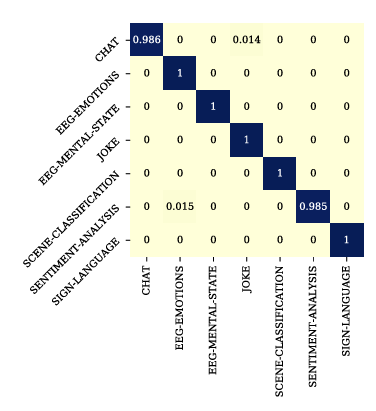 CHAT 0.986 0 0 0.014 0 0 0
EEG-EMOTIONS 0 1 0 0 0 0 0
EEG-MENTAL-STATE 0 0 1 0 0 0 0
JOKE 0 0 0 1 0 0 0
SCENE-CLASSIFICATION 0 0 0 0 1 0 0
SENTIMENT-ANALYSIS 0 0.015 0 0 0 0.985 0
SIGN-LANGUAGE 0 0 0 0 0 0 1
CHAT
EEG-EMOTIONS
EEG-MENTAL-STATE
JOKE
SCENE-CLASSIFICATION
SENTIMENT-ANALYSIS
SIGN-LANGUAGE